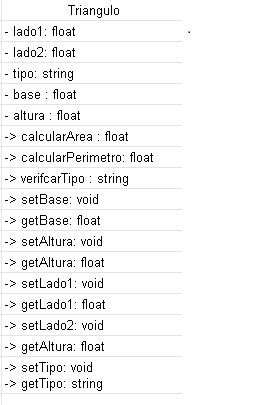 Triangulo
- lado1: float
- lado2: float
- tipo: string
- base : float
- altura : float
-> calcularArea : float
-> calcularPerimetro: float
-> verifcarTipo : string
-> setBase: void
-> getBase: float
-> setAltura: void
-> getAltura: float
-> setLado1: void
-> getLado1: float
-> setLado2: void
-> getAltura: float
-> setTipo: void
-> getTipo: string